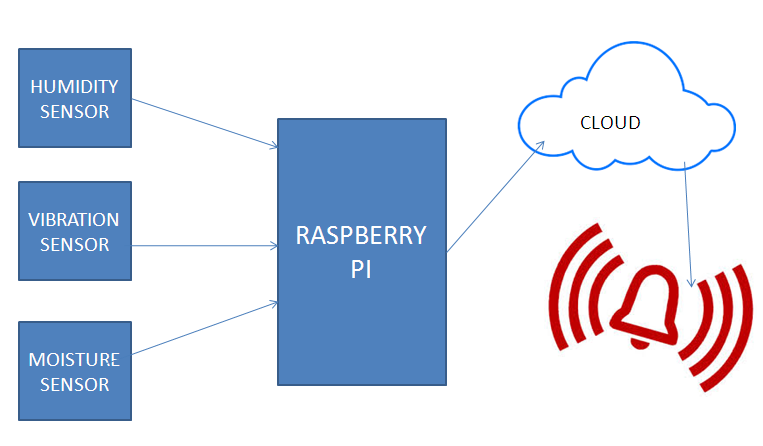 HUMIDITY
SENSOR
VIBRATION
SENSOR
MOISTURE
SENSOR
RASPBERRY
PI
CLOUD